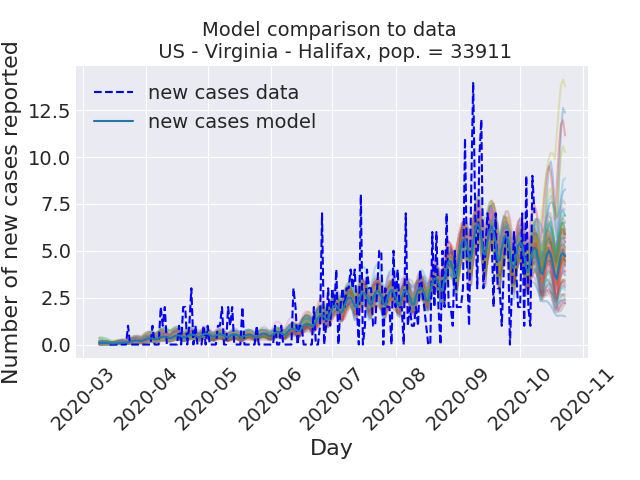 Model comparison to data
US - Virginia - Halifax, pop. = 33911
new cases data
new cases model
Number of new cases reported
12.5
10.0
7.5
5.0
2.5
0.0
2020-03
2020-04
2020-05
2020-06
2020-07
2020-08
2020-09
2020-10
2020-11
Day